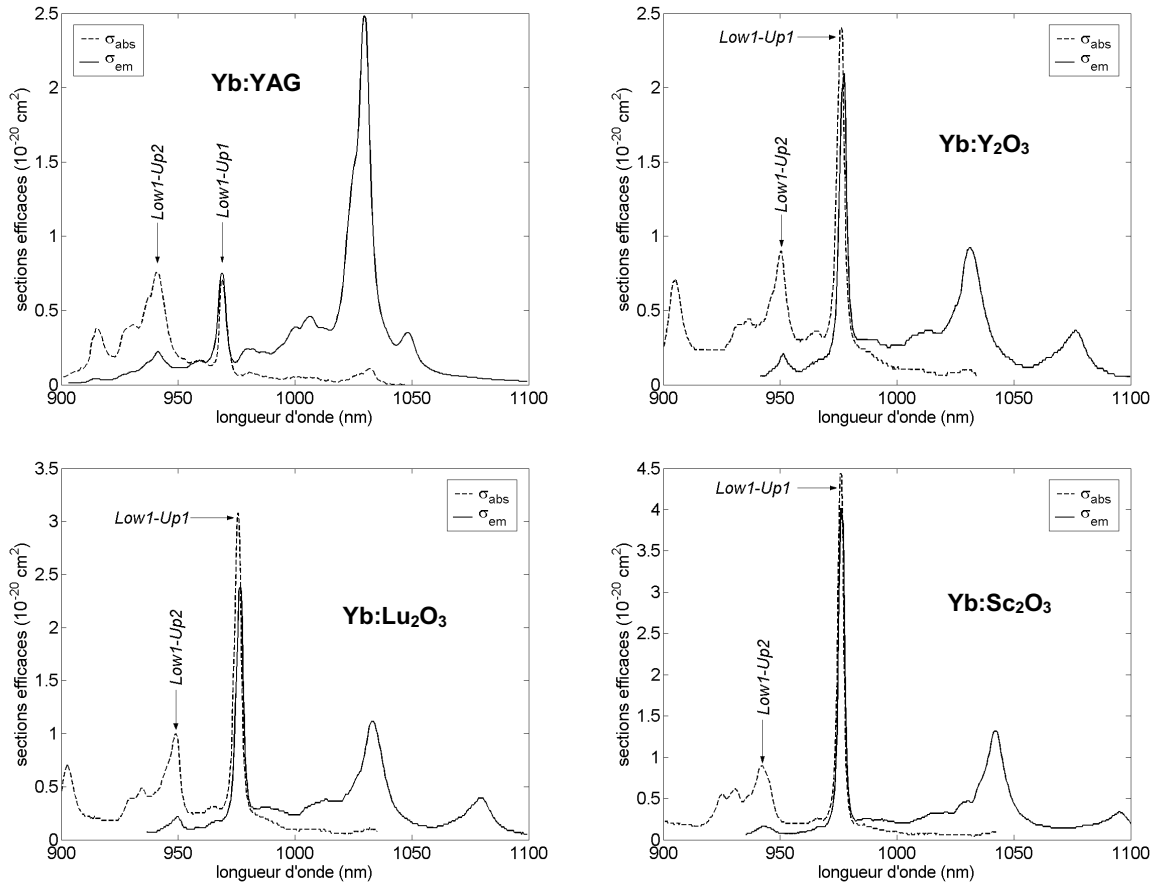 2.5
2
1.5
1
0.5
0
sections efficaces (10⁻²⁰ cm²)
σabs
σem
Yb:YAG
Low1-Up2
Low1-Up1
900 950 1000 1050 1100
longueur d'onde (nm)
2.5
2
1.5
1
0.5
0
sections efficaces (10⁻²⁰ cm²)
Low1-Up1
σabs
σem
Yb:Y₂O₃
Low1-Up2
900 950 1000 1050 1100
longueur d'onde (nm)
3.5
3
2.5
2
1.5
1
0.5
0
sections efficaces (10⁻²⁰ cm²)
σabs
σem
Low1-Up1
Yb:Lu₂O₃
Low1-Up2
900 950 1000 1050 1100
longueur d'onde (nm)
4.5
4
3.5
3
2.5
2
1.5
1
0.5
0
sections efficaces (10⁻²⁰ cm²)
Low1-Up1
σabs
σem
Yb:Sc₂O₃
Low1-Up2
900 950 1000 1050 1100
longueur d'onde (nm)